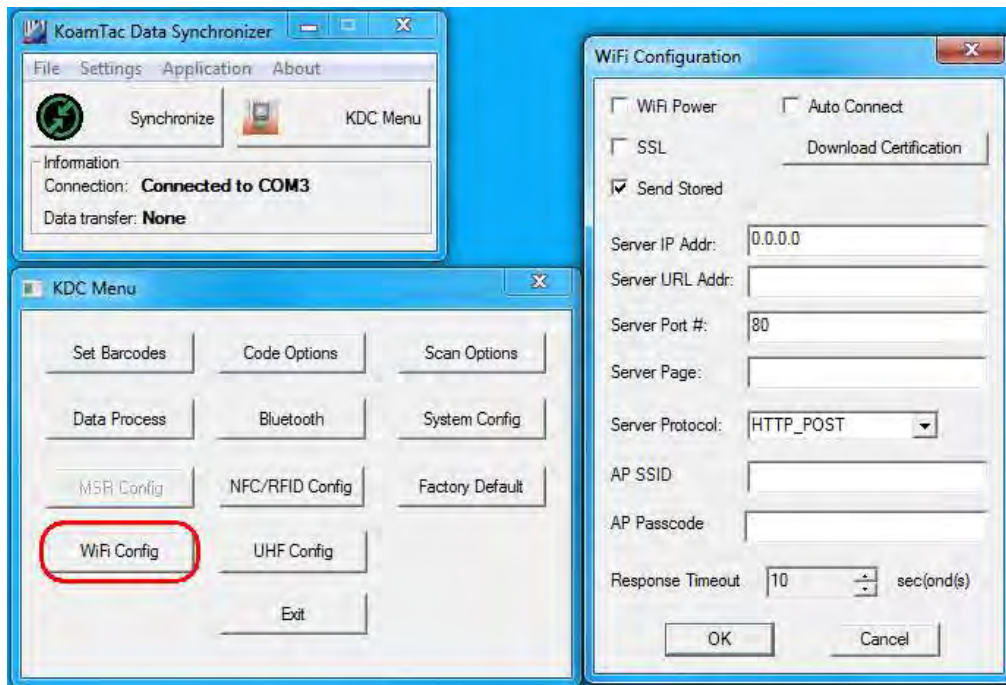 KoamTac Data Synchronizer
File Settings Application About
Synchronize KDC Menu
Information
Connection: Connected to COM3
Data transfer: None
KDC Menu
Set Barcodes Code Options Scan Options
Data Process Bluetooth System Config
MSR Config NFC/RFID Config Factory Default
WiFi Config UHF Config
Exit
WiFi Configuration
WiFi Power Auto Connect
SSL Download Certification
Send Stored
Server IP Addr: 0.0.0.0
Server URL Addr:
Server Port #: 80
Server Page:
Server Protocol: HTTP_POST
AP SSID
AP Passcode
Response Timeout 10 sec(ond(s)
OK Cancel